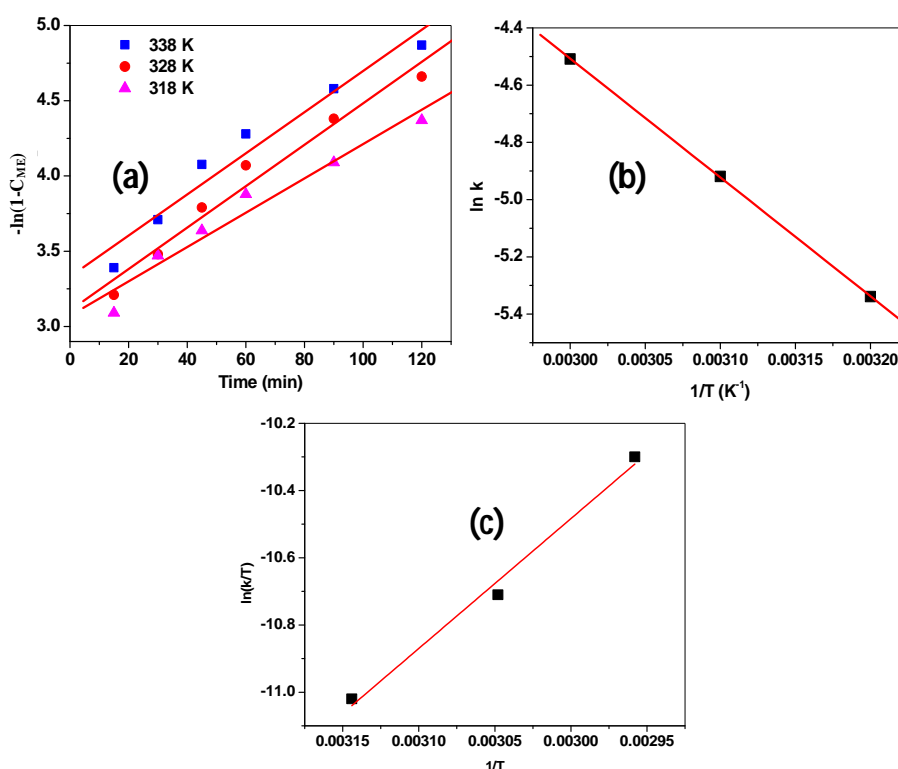 5.0
4.5
4.0
3.5
3.0
-ln(1-C_ME)
338 K
328 K
318 K
(a)
0 20 40 60 80 100 120
Time (min)
-4.4
-4.6
-4.8
-5.0
-5.2
-5.4
ln k
(b)
0.00300 0.00305 0.00310 0.00315 0.00320
1/T (K⁻¹)
-10.2
-10.4
-10.6
-10.8
-11.0
ln(k/T)
(c)
0.00315 0.00310 0.00305 0.00300 0.00295
1/T